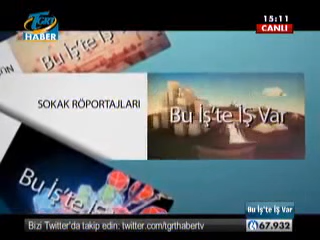 TGRT
HABER
15:11
CANLI
Bu İş'te İş
SOKAK RÖPORTAJLARI
Bu İş'te İŞ Var
Bu İş'te İŞ
Bu İş'te İŞ Var
Bizi Twitter'da takip edin; twitter.com/tgrthabertv
67.932